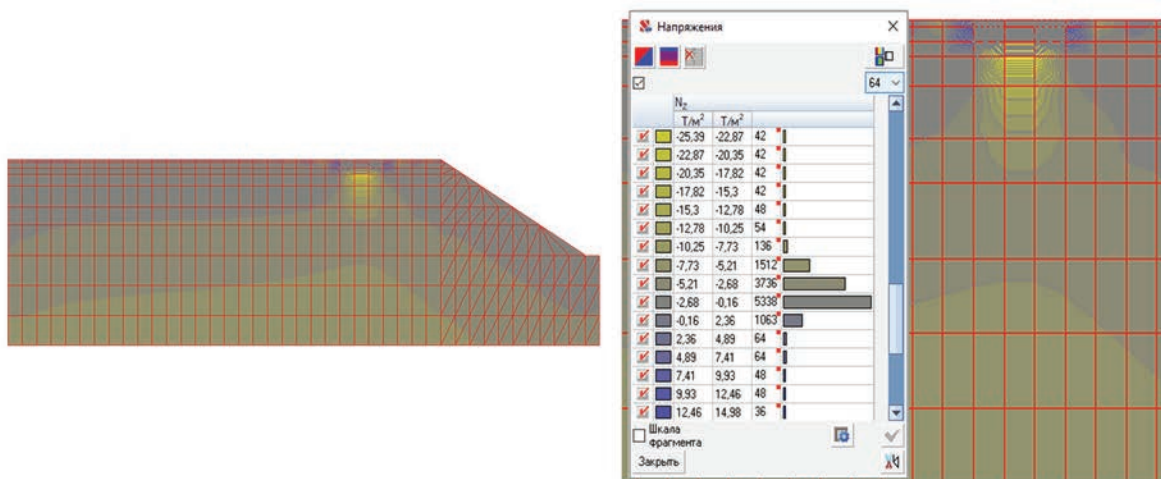 Напряжения
64
N_z
Т/м² Т/м²
-25,39 -22,87 42
-22,87 -20,35 42
-20,35 -17,82 42
-17,82 -15,3 42
-15,3 -12,78 48
-12,78 -10,25 54
-10,25 -7,73 136
-7,73 -5,21 1512
-5,21 -2,68 3736
-2,68 -0,16 5338
-0,16 2,36 1063
2,36 4,89 64
4,89 7,41 64
7,41 9,93 48
9,93 12,46 48
12,46 14,98 36
Шкала
фрагмента
Закрыть